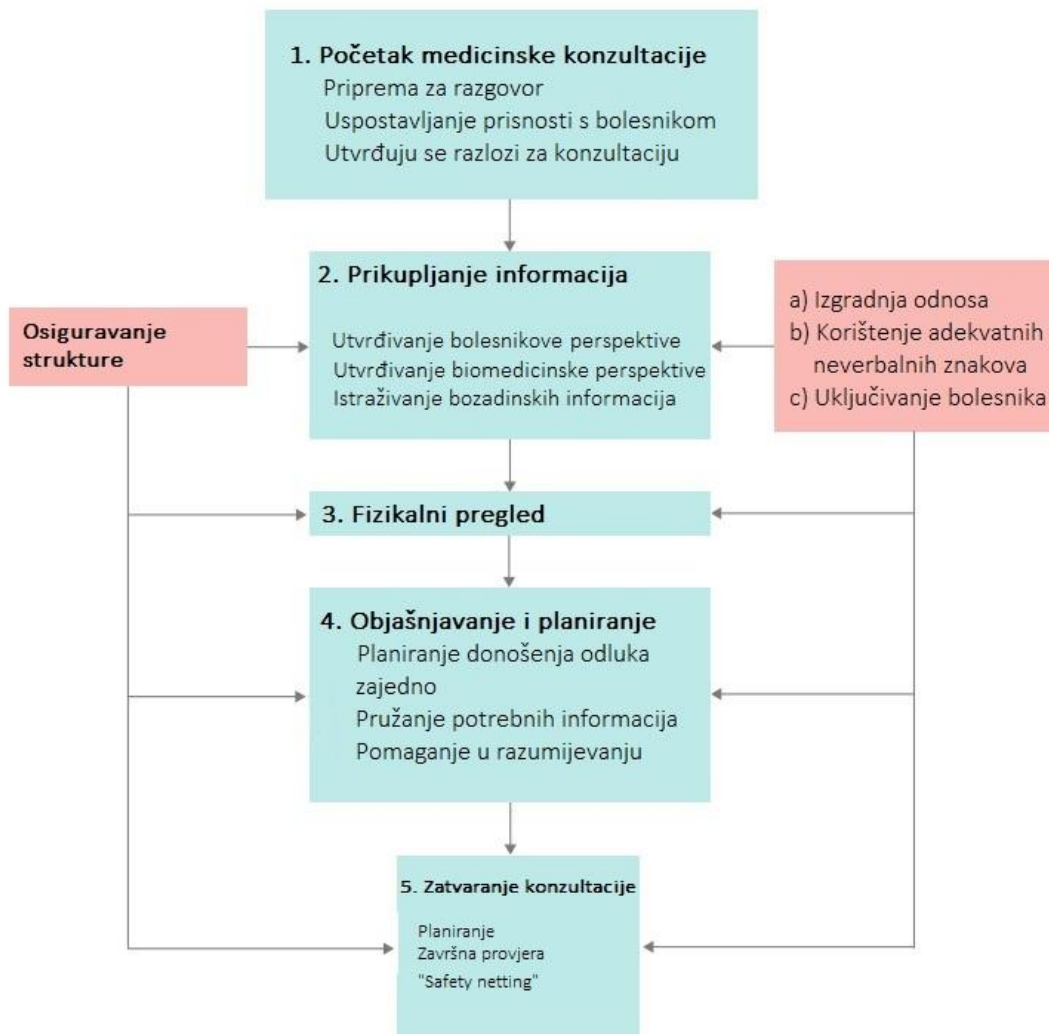 1. Početak medicinske konzultacije
Priprema za razgovor
Uspostavljanje prisnosti s bolesnikom
Utvrđuju se razlozi za konzultaciju
2. Prikupljanje informacija
Utvrđivanje bolesnikove perspektive
Utvrđivanje biomedicinske perspektive
Istraživanje bozadinskih informacija
Osiguravanje
strukture
a) Izgradnja odnosa
b) Korištenje adekvatnih
neverbalnih znakova
c) Uključivanje bolesnika
3. Fizikalni pregled
4. Objašnjavanje i planiranje
Planiranje donošenja odluka
zajedno
Pružanje potrebnih informacija
Pomaganje u razumijevanju
5. Zatvaranje konzultacije
Planiranje
Završna provjera
"Safety netting"